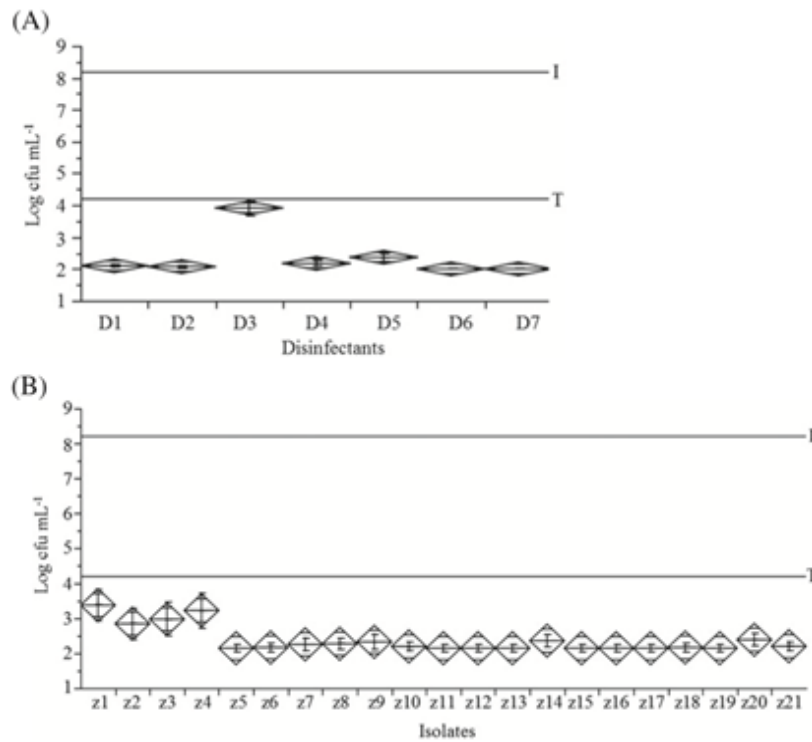 (A)
9
8
7
6
5
4
3
2
1
Log cfu mL⁻¹
I
T
D1 D2 D3 D4 D5 D6 D7
Disinfectants
(B)
9
8
7
6
5
4
3
2
1
Log cfu mL⁻¹
I
T
z1 z2 z3 z4 z5 z6 z7 z8 z9 z10 z11 z12 z13 z14 z15 z16 z17 z18 z19 z20 z21
Isolates